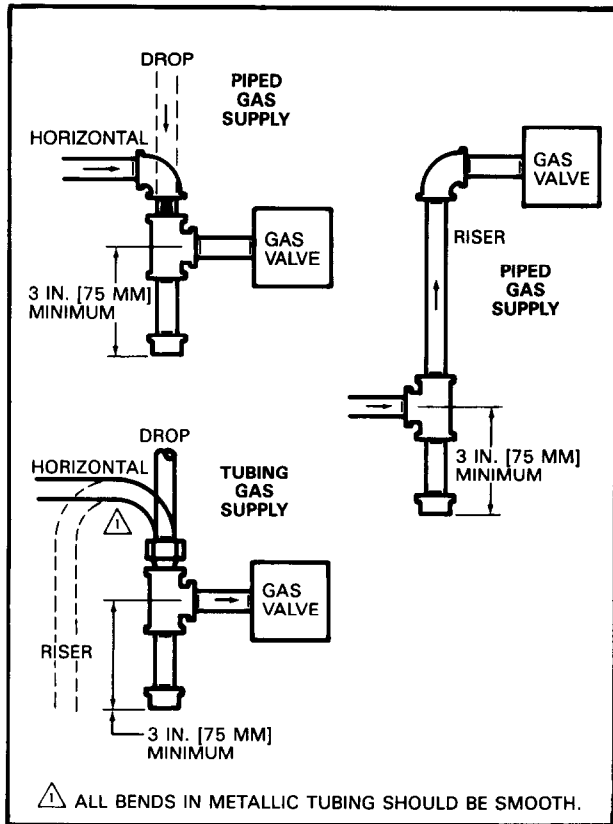 DROP
PIPED
GAS
SUPPLY
HORIZONTAL
GAS
VALVE
3 IN. [75 MM]
MINIMUM
GAS
VALVE
RISER
PIPED
GAS
SUPPLY
3 IN. [75 MM]
MINIMUM
DROP
HORIZONTAL
TUBING
GAS
SUPPLY
1
GAS
VALVE
RISER
3 IN. [75 MM]
MINIMUM
1 ALL BENDS IN METALLIC TUBING SHOULD BE SMOOTH.